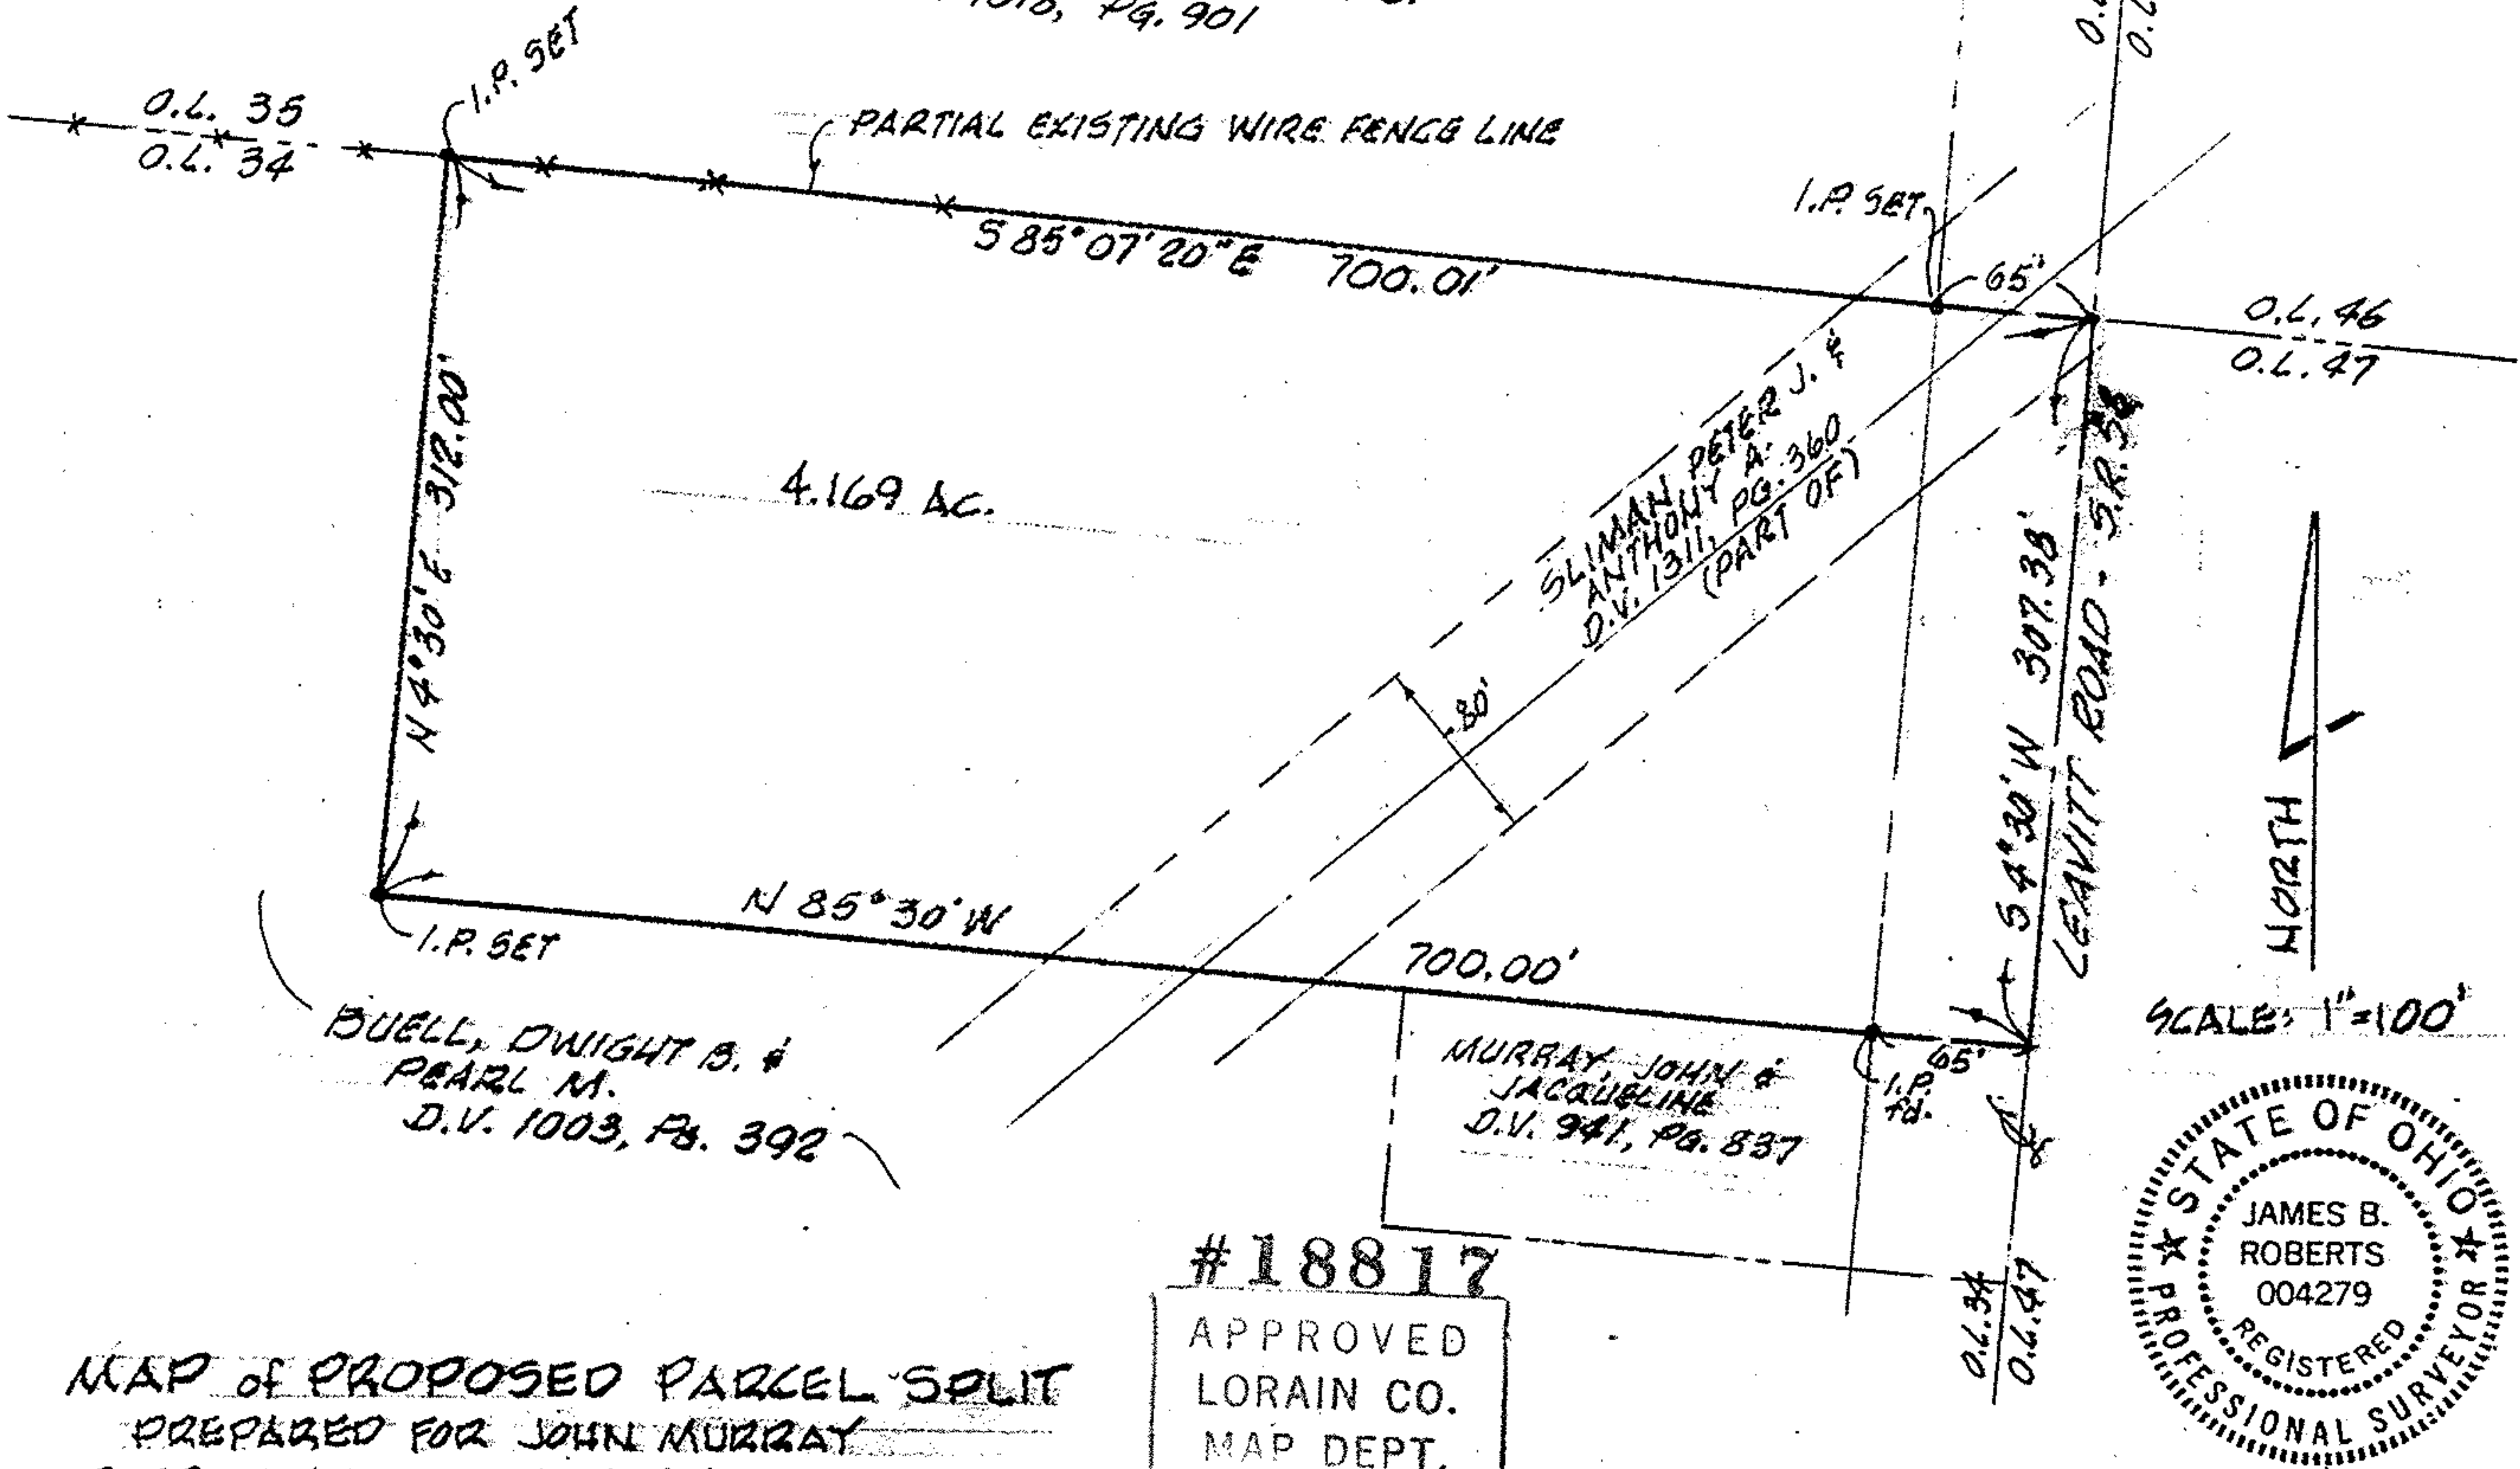 PG. 901
I.P. SET
O.L. 35
O.L. 34
PARTIAL EXISTING WIRE FENCE LINE
I.P. SET
S 85° 07' 20" E 700.01'
65'
O.L. 46
O.L. 47
N 4° 30' E 312.00'
4.169 AC.
SLIMAN PETER J. &
ANTHONY A.
D.V. 1311, PG. 360
(PART OF)
80'
S 4° 30' W 307.38'
LEAVITT ROAD - S.R. 58
NORTH
SCALE: 1"=100'
N 85° 30' W
700.00'
I.P. SET
65'
I.P.
Fd.
BUELL, DWIGHT B. &
PEARL M.
D.V. 1003, PG. 392
MURRAY, JOHN &
JACQUELINE
D.V. 941, PG. 837
O.L. 34
O.L. 47
#18817
APPROVED
LORAIN CO.
MAP DEPT.
STATE OF OHIO
JAMES B.
ROBERTS
004279
REGISTERED
PROFESSIONAL SURVEYOR
MAP of PROPOSED PARCEL SPLIT
PREPARED FOR JOHN MURRAY